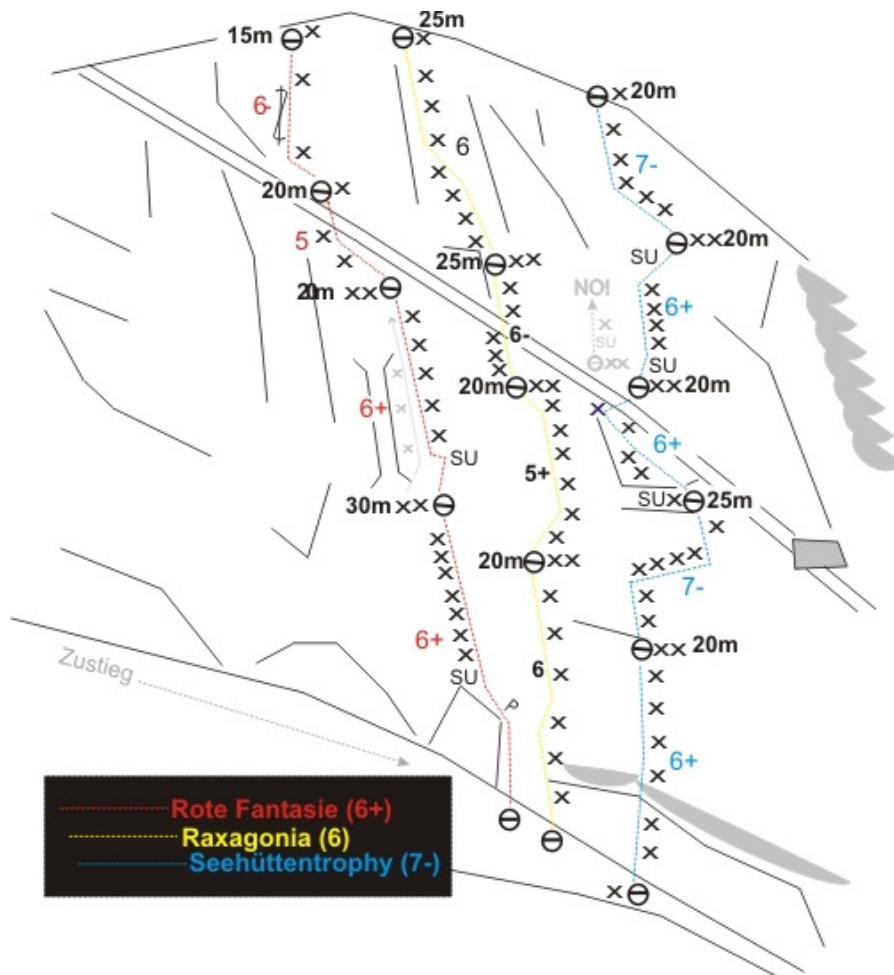 25m
15m
20m
6-
6
7-
20m
5
20m
SU
25m
NO!
20m
6+
SU
6-
SU
20m
20m
6+
6+
SU
5+
30m
SU
25m
20m
7-
6+
20m
SU
6
Zustieg
P
6+
Rote Fantasie (6+)
Raxagonia (6)
Seehüttentrophy (7-)